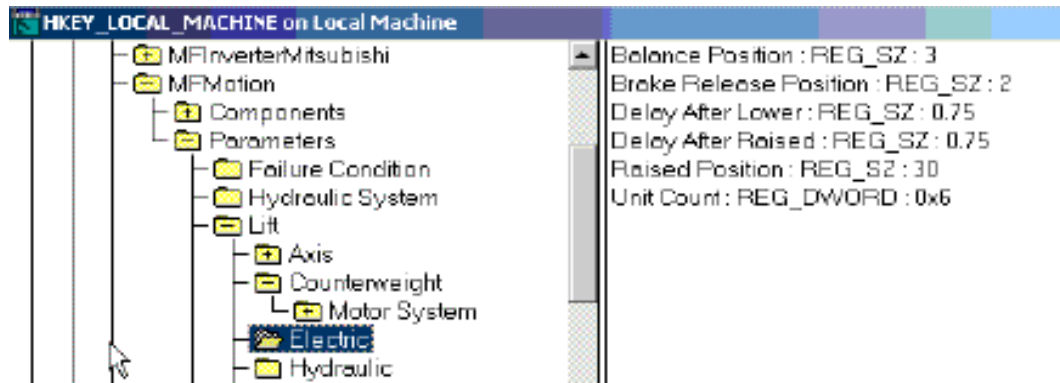 HKEY_LOCAL_MACHINE on Local Machine
MFInverterMitsubishi
MFMotion
Components
Parameters
Failure Condition
Hydraulic System
Lift
Axis
Counterweight
Motor System
Electric
Hydraulic
Balance Position : REG_SZ : 3
Brake Release Position : REG_SZ : 2
Delay After Lower : REG_SZ : 0.75
Delay After Raised : REG_SZ : 0.75
Raised Position : REG_SZ : 30
Unit Count : REG_DWORD : 0x6